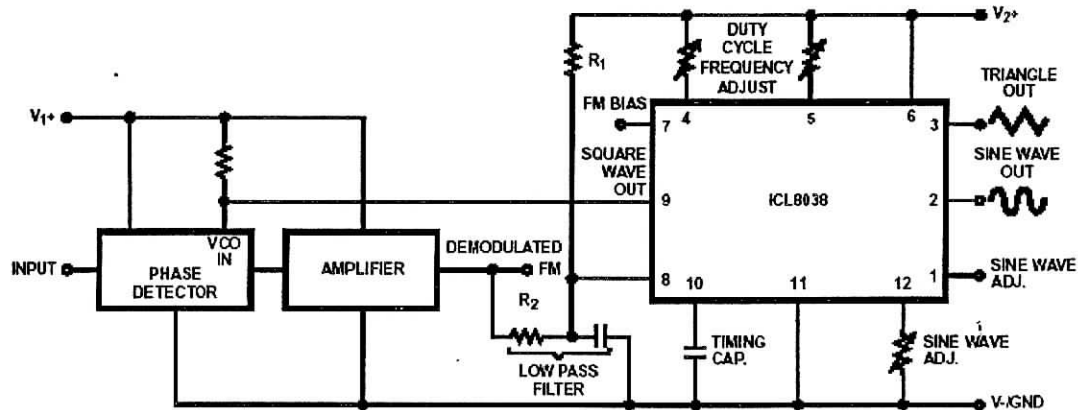 V2+
DUTY
CYCLE
FREQUENCY
ADJUST
R1
V1+
FM BIAS
7
4
5
6
3
TRIANGLE
OUT
SQUARE
WAVE
OUT
9
ICL8038
2
SINE WAVE
OUT
INPUT
VCO
IN
PHASE
DETECTOR
AMPLIFIER
DEMODULATED
FM
8
10
11
12
1
SINE WAVE
ADJ.
R2
LOW PASS
FILTER
TIMING
CAP.
SINE WAVE
ADJ.
V-/GND